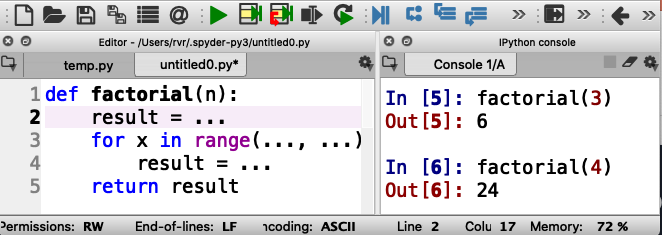 Editor - /Users/rvr/.spyder-py3/untitled0.py
temp.py
untitled0.py*
1 def factorial(n):
2     result = ...
3     for x in range(..., ...)
4         result = ...
5     return result
IPython console
Console 1/A
In [5]: factorial(3)
Out[5]: 6
In [6]: factorial(4)
Out[6]: 24
Permissions: RW End-of-lines: LF ncoding: ASCII Line 2 Colu 17 Memory: 72 %